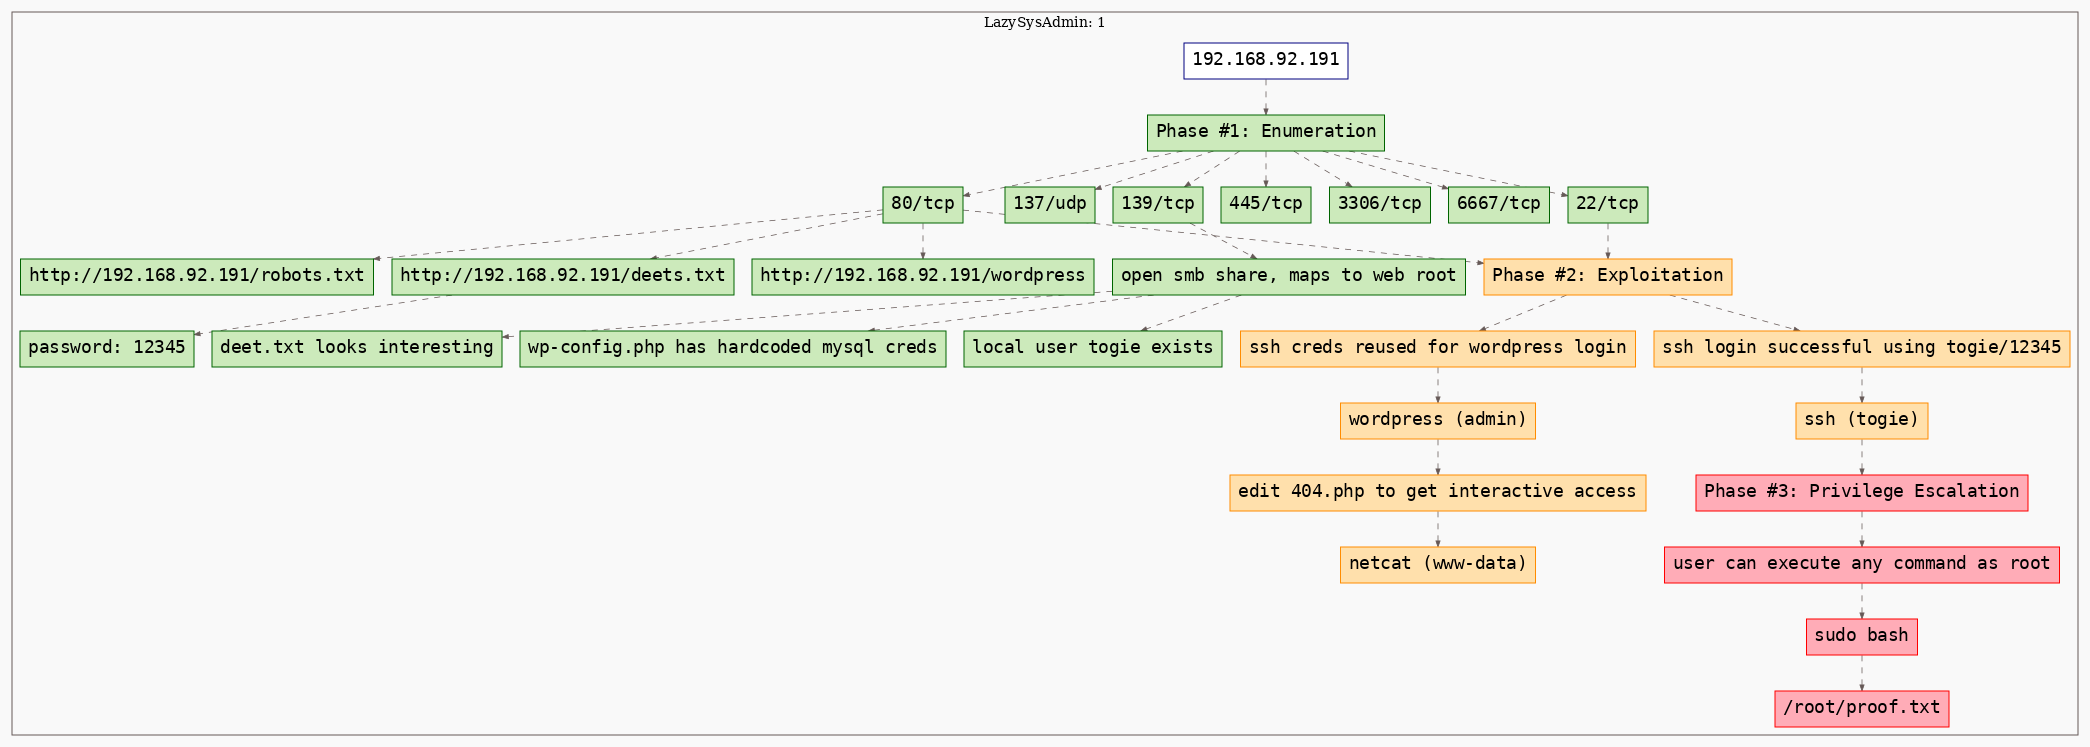 LazySysAdmin: 1
192.168.92.191
Phase #1: Enumeration
80/tcp
137/udp
139/tcp
445/tcp
3306/tcp
6667/tcp
22/tcp
http://192.168.92.191/robots.txt
http://192.168.92.191/deets.txt
http://192.168.92.191/wordpress
open smb share, maps to web root
Phase #2: Exploitation
password: 12345
deet.txt looks interesting
wp-config.php has hardcoded mysql creds
local user togie exists
ssh creds reused for wordpress login
ssh login successful using togie/12345
wordpress (admin)
ssh (togie)
edit 404.php to get interactive access
Phase #3: Privilege Escalation
netcat (www-data)
user can execute any command as root
sudo bash
/root/proof.txt